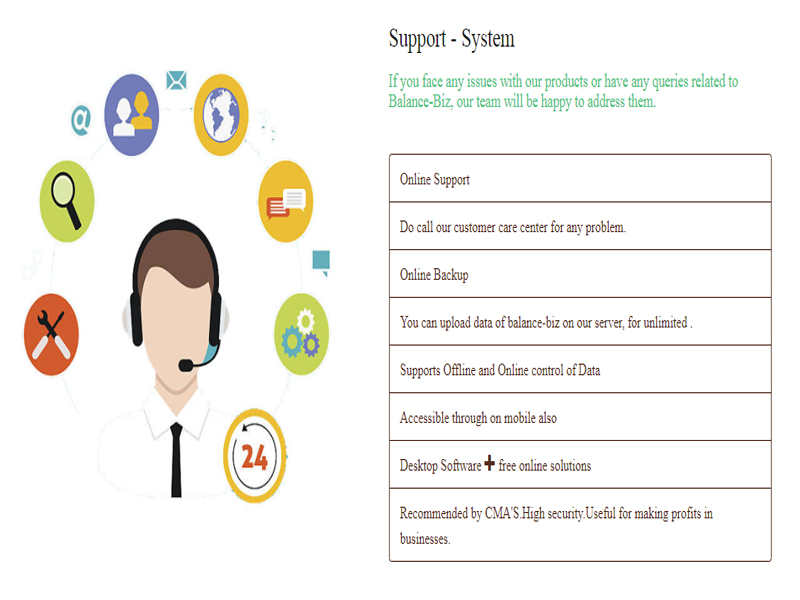 Support - System
If you face any issues with our products or have any queries related to
Balance-Biz, our team will be happy to address them.
Online Support
Do call our customer care center for any problem.
Online Backup
You can upload data of balance-biz on our server, for unlimited .
Supports Offline and Online control of Data
Accessible through on mobile also
Desktop Software + free online solutions
Recommended by CMA'S.High security.Useful for making profits in
businesses.
@
24